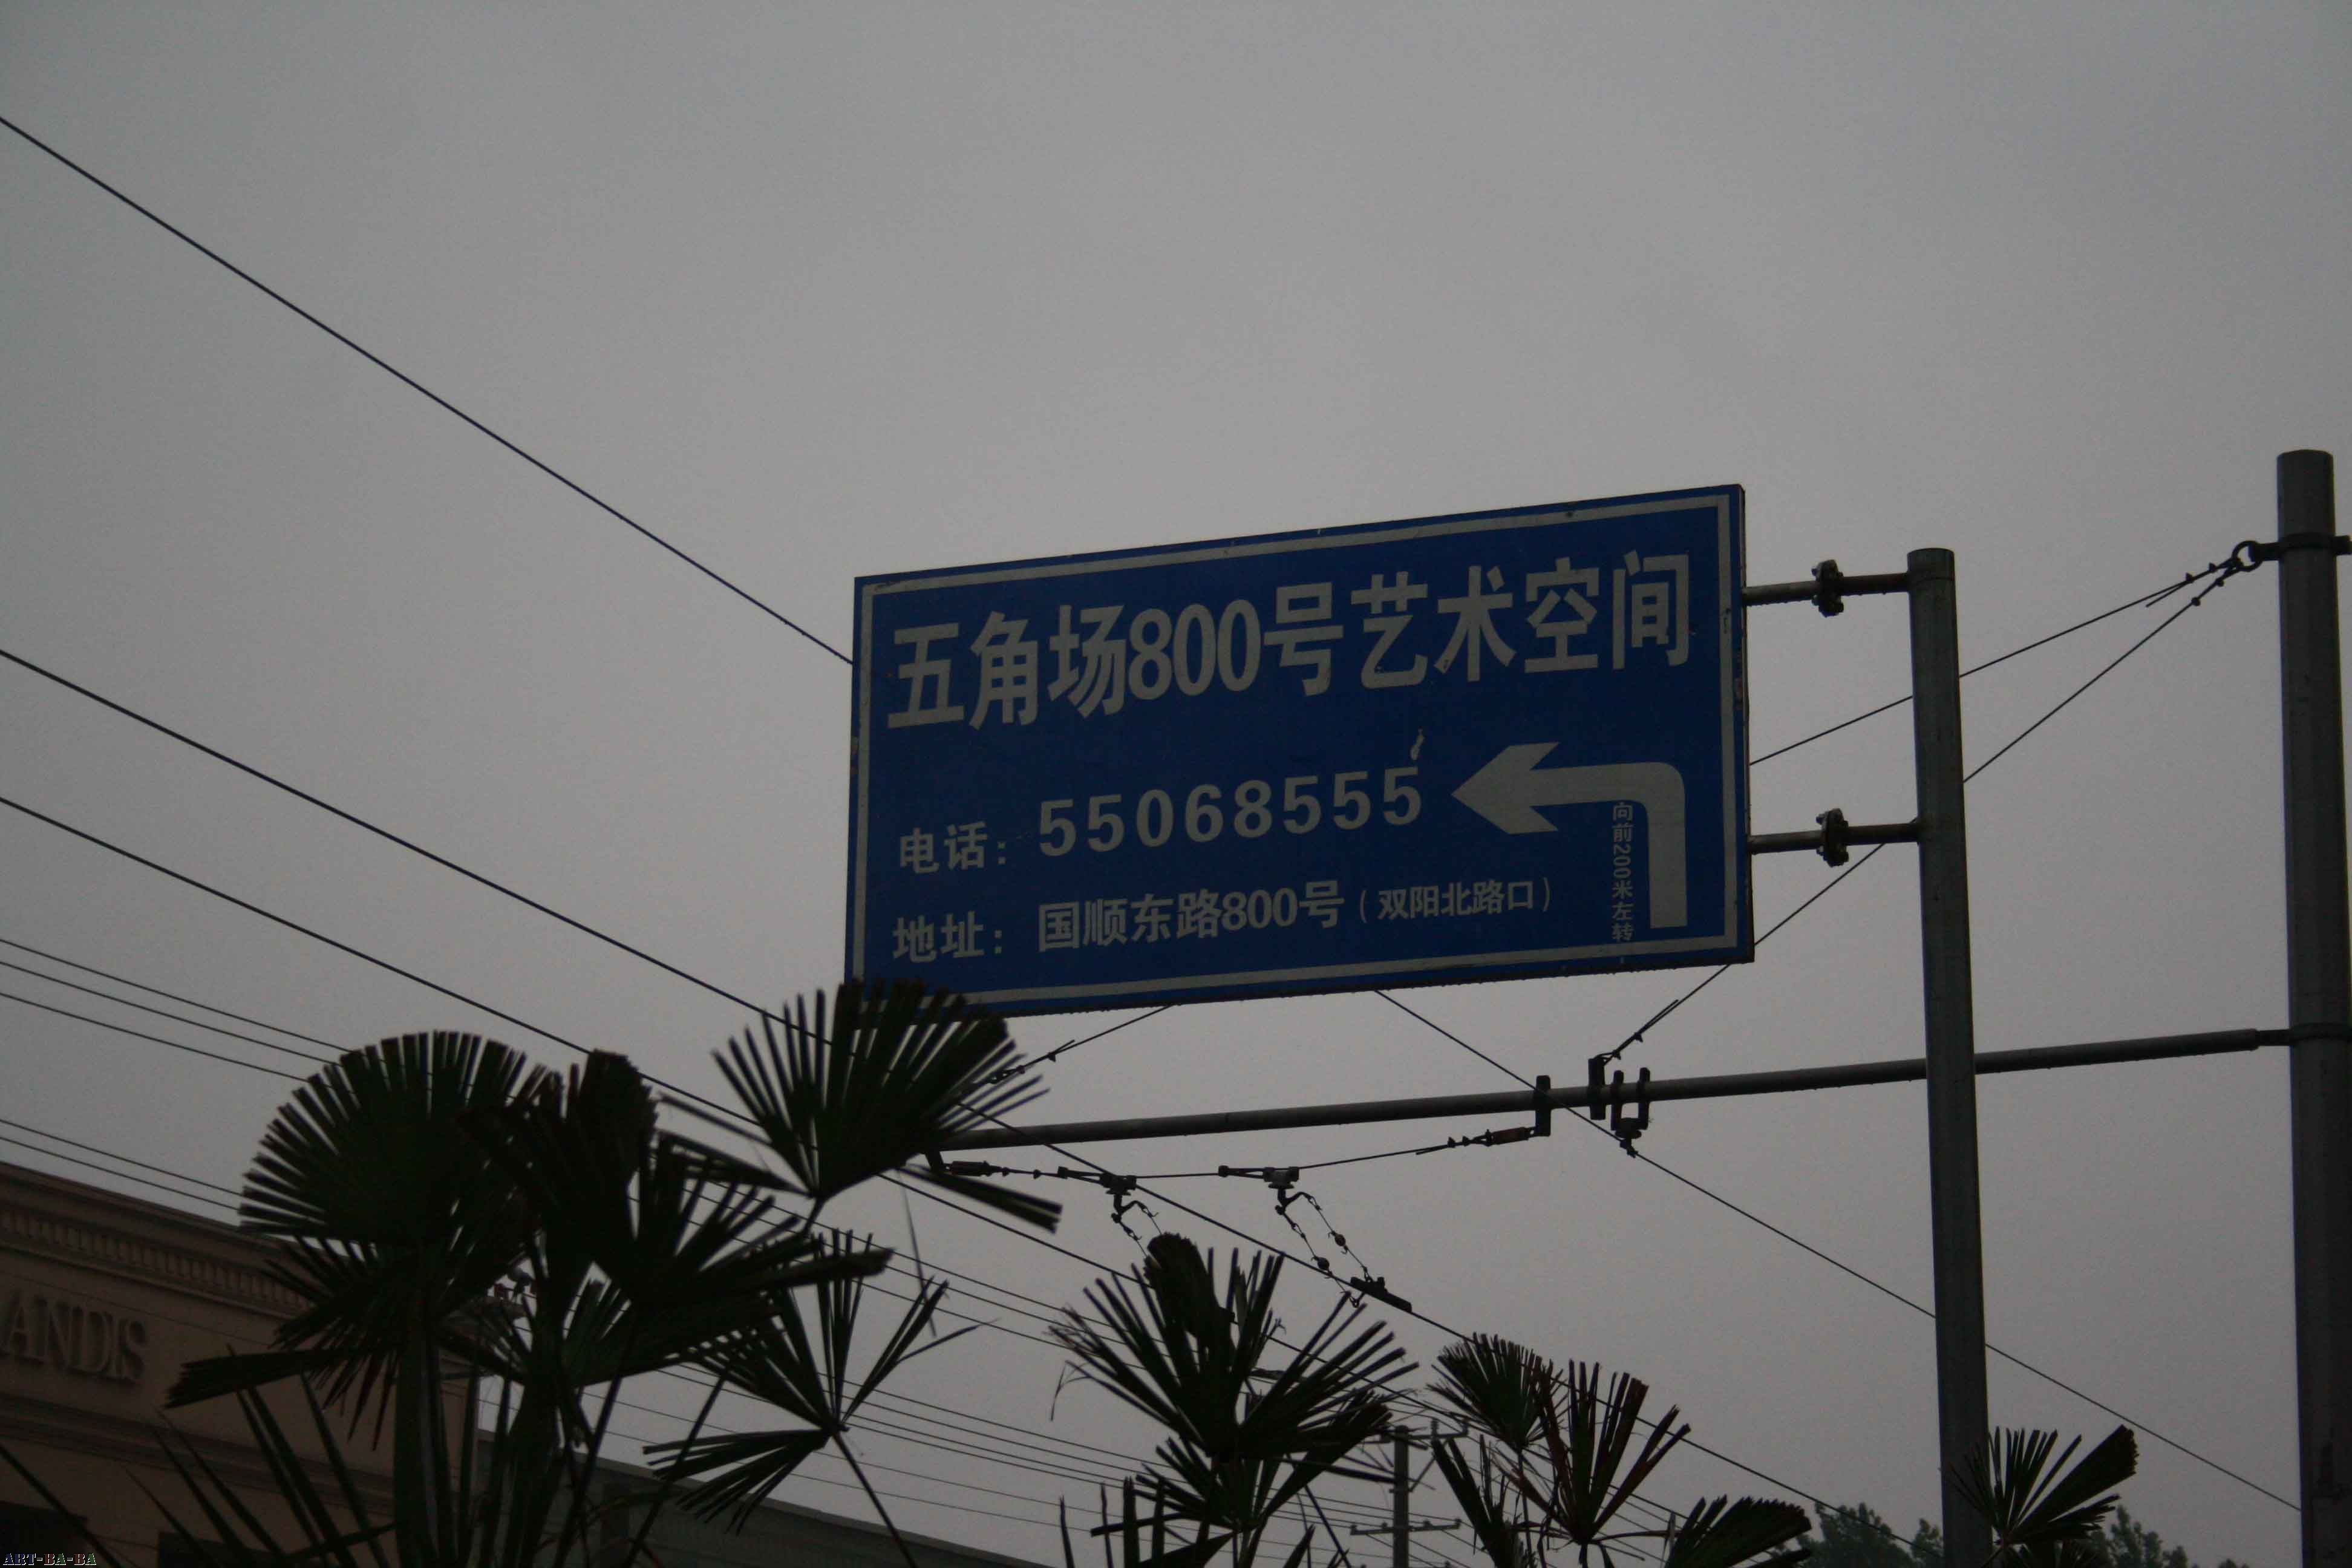 五角场800号艺术空间
电话：55068555
向前200米左转
地址：国顺东路800号（双阳北路口）
ANDIS
ART-BA-BA